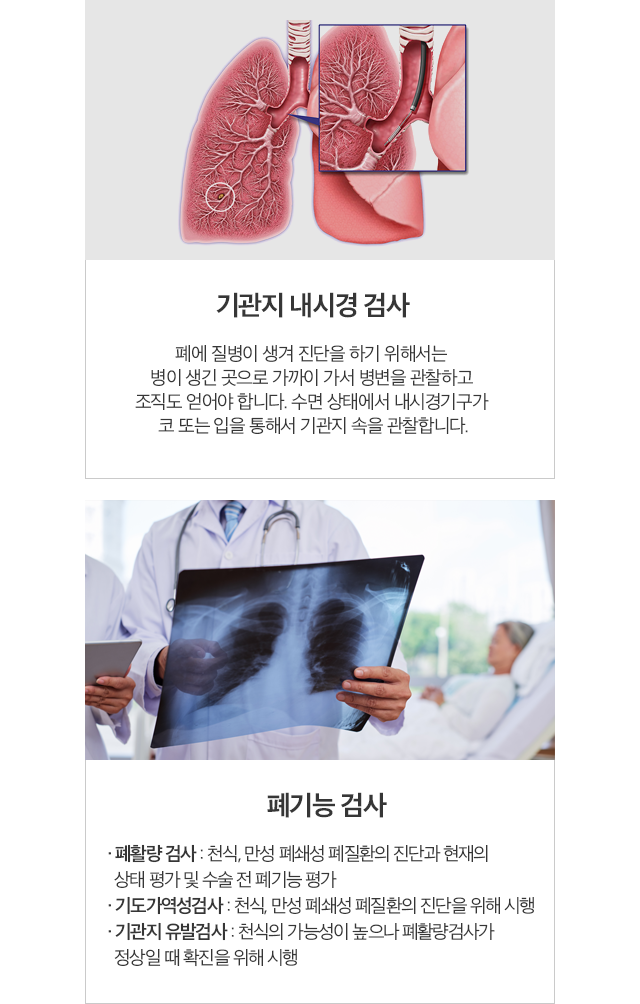 기관지 내시경 검사
폐에 질병이 생겨 진단을 하기 위해서는
병이 생긴 곳으로 가까이 가서 병변을 관찰하고
조직도 얻어야 합니다. 수면 상태에서 내시경기구가
코 또는 입을 통해서 기관지 속을 관찰합니다.
폐기능 검사
· 폐활량 검사 : 천식, 만성 폐쇄성 폐질환의 진단과 현재의
상태 평가 및 수술 전 폐기능 평가
· 기도가역성검사 : 천식, 만성 폐쇄성 폐질환의 진단을 위해 시행
· 기관지 유발검사 : 천식의 가능성이 높으나 폐활량검사가
정상일 때 확진을 위해 시행